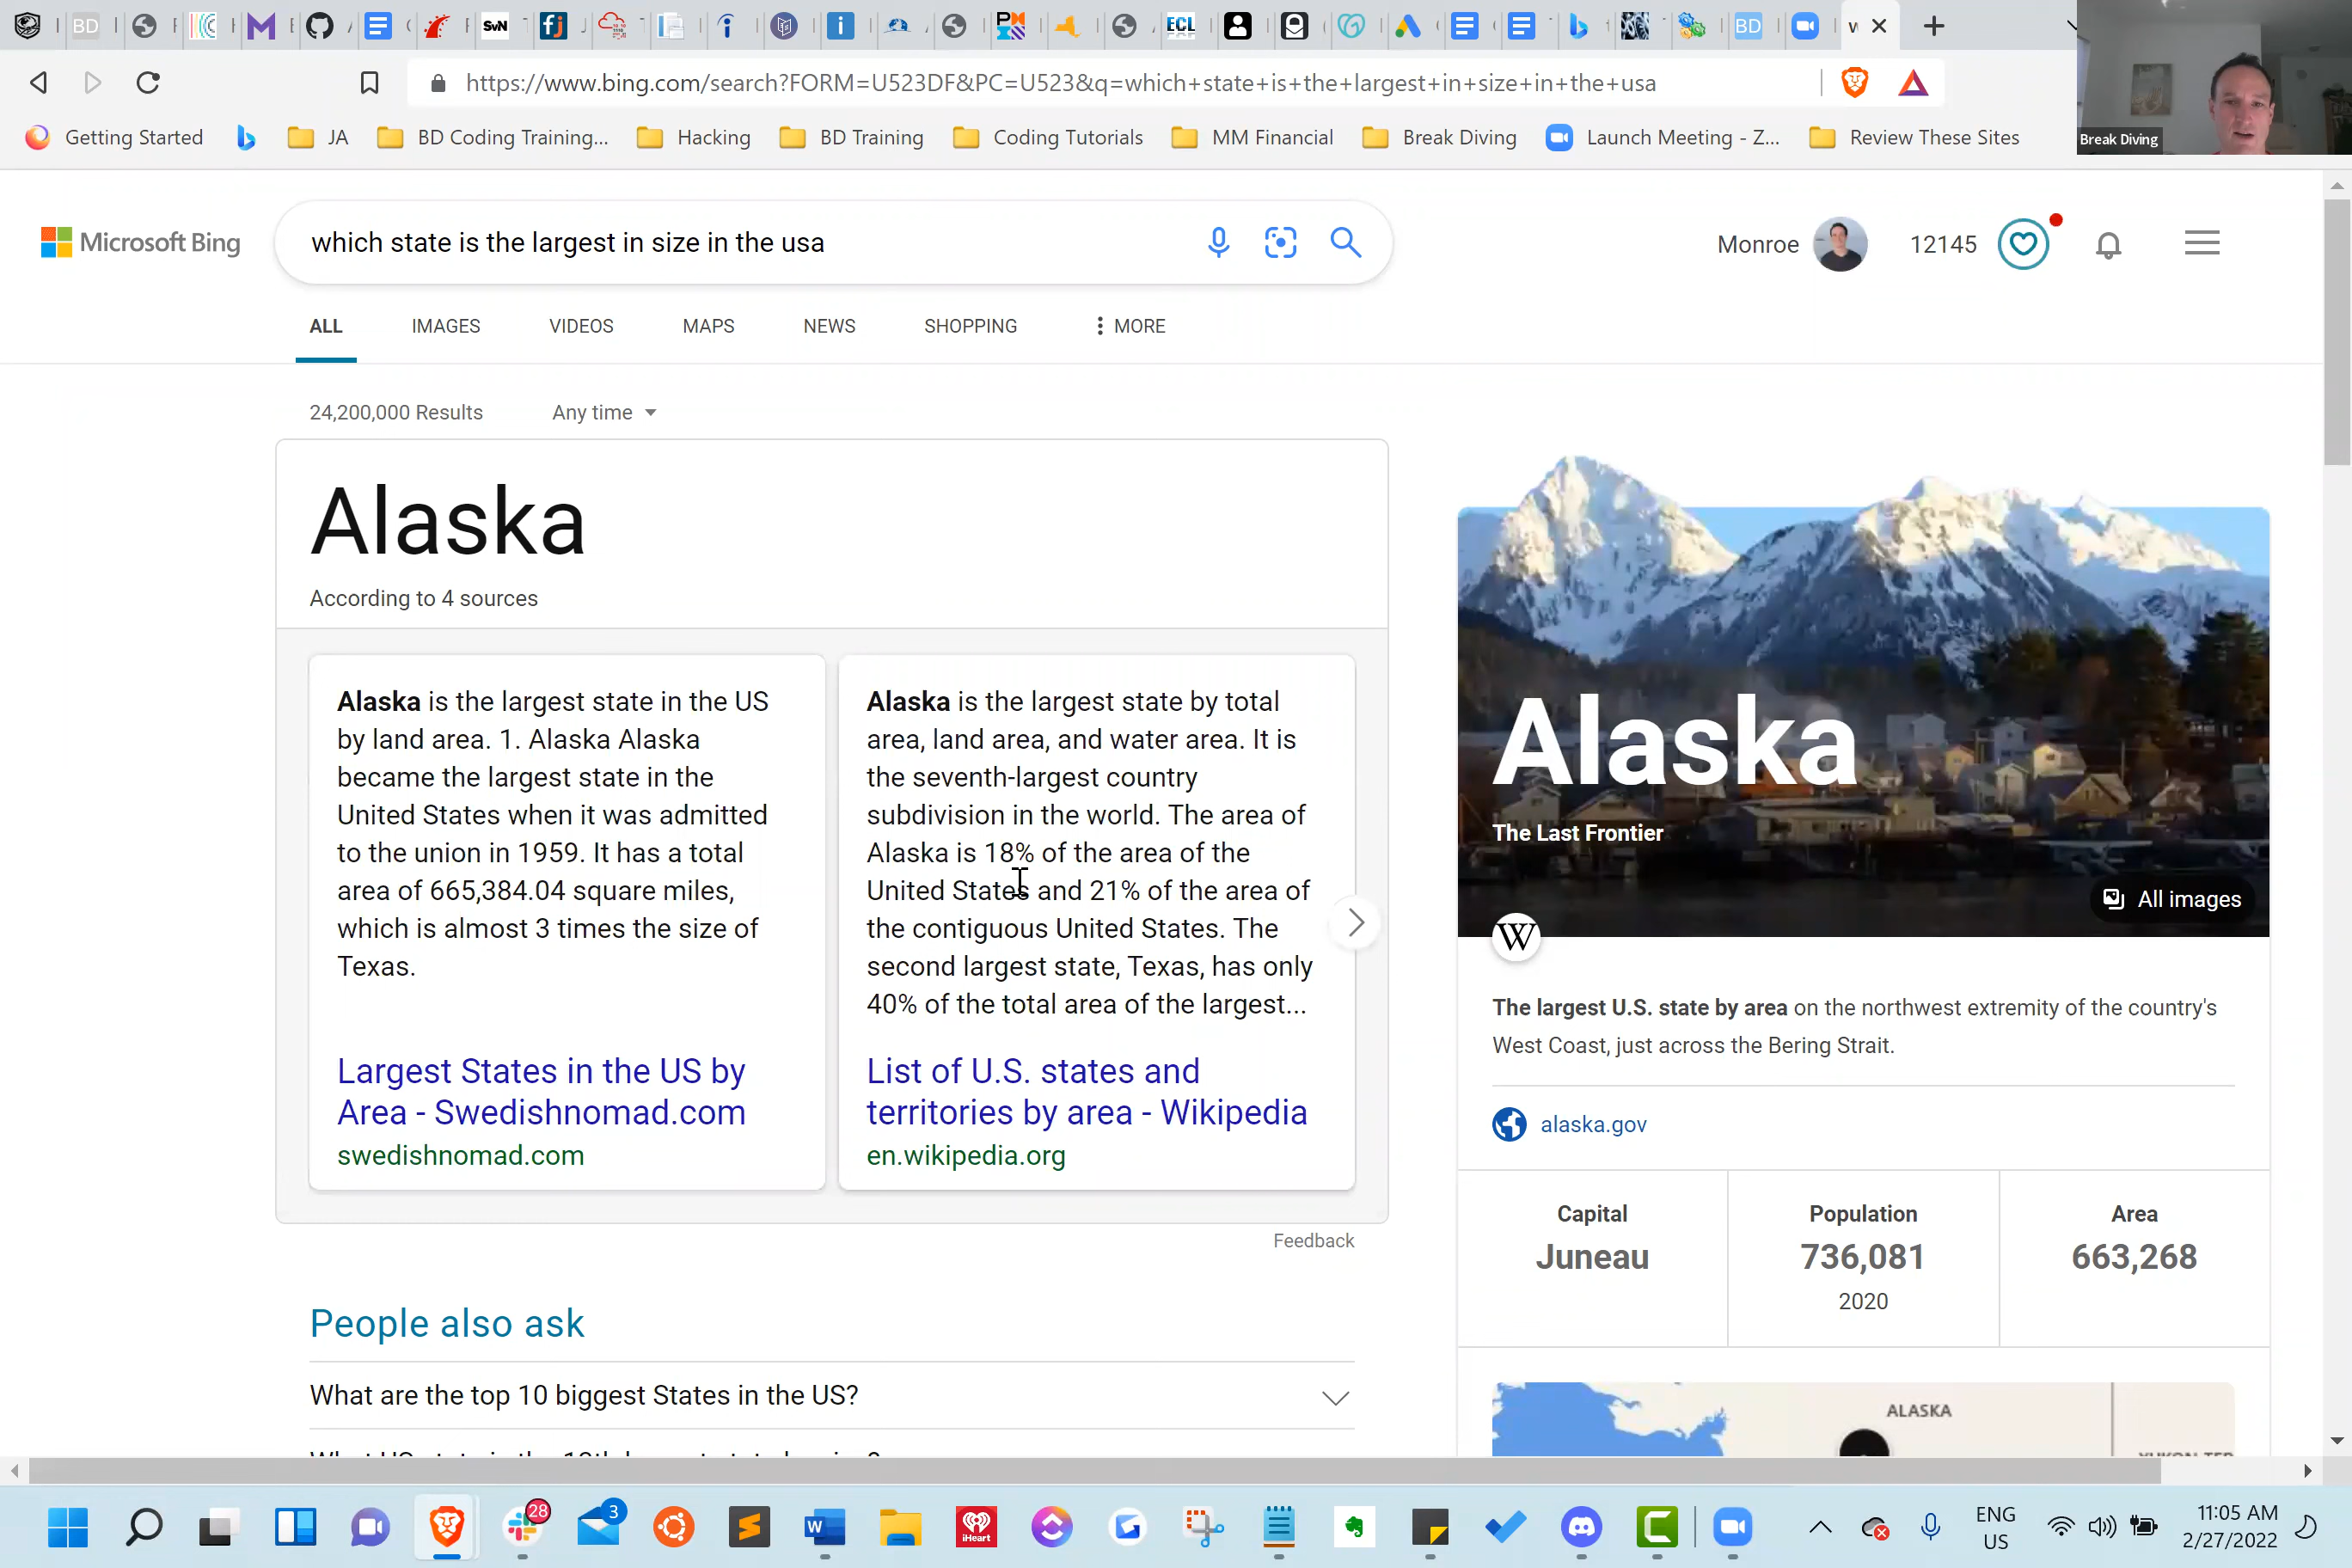 BD
SvN
fj
PM
ECL
BD
https://www.bing.com/search?FORM=U523DF&PC=U523&q=which+state+is+the+largest+in+size+in+the+usa
Getting Started
JA
BD Coding Training...
Hacking
BD Training
Coding Tutorials
MM Financial
Break Diving
Launch Meeting - Z...
Review These Sites
Break Diving
Microsoft Bing
which state is the largest in size in the usa
Monroe
12145
ALL
IMAGES
VIDEOS
MAPS
NEWS
SHOPPING
MORE
24,200,000 Results
Any time
Alaska
According to 4 sources
Alaska is the largest state in the US
by land area. 1. Alaska Alaska
became the largest state in the
United States when it was admitted
to the union in 1959. It has a total
area of 665,384.04 square miles,
which is almost 3 times the size of
Texas.
Largest States in the US by
Area - Swedishnomad.com
swedishnomad.com
Alaska is the largest state by total
area, land area, and water area. It is
the seventh-largest country
subdivision in the world. The area of
Alaska is 18% of the area of the
United States and 21% of the area of
the contiguous United States. The
second largest state, Texas, has only
40% of the total area of the largest...
List of U.S. states and
territories by area - Wikipedia
en.wikipedia.org
Feedback
People also ask
What are the top 10 biggest States in the US?
Alaska
The Last Frontier
All images
W
The largest U.S. state by area on the northwest extremity of the country's
West Coast, just across the Bering Strait.
alaska.gov
Capital
Juneau
Population
736,081
2020
Area
663,268
ALASKA
28
3
W
iHeart
ENG
US
11:05 AM
2/27/2022